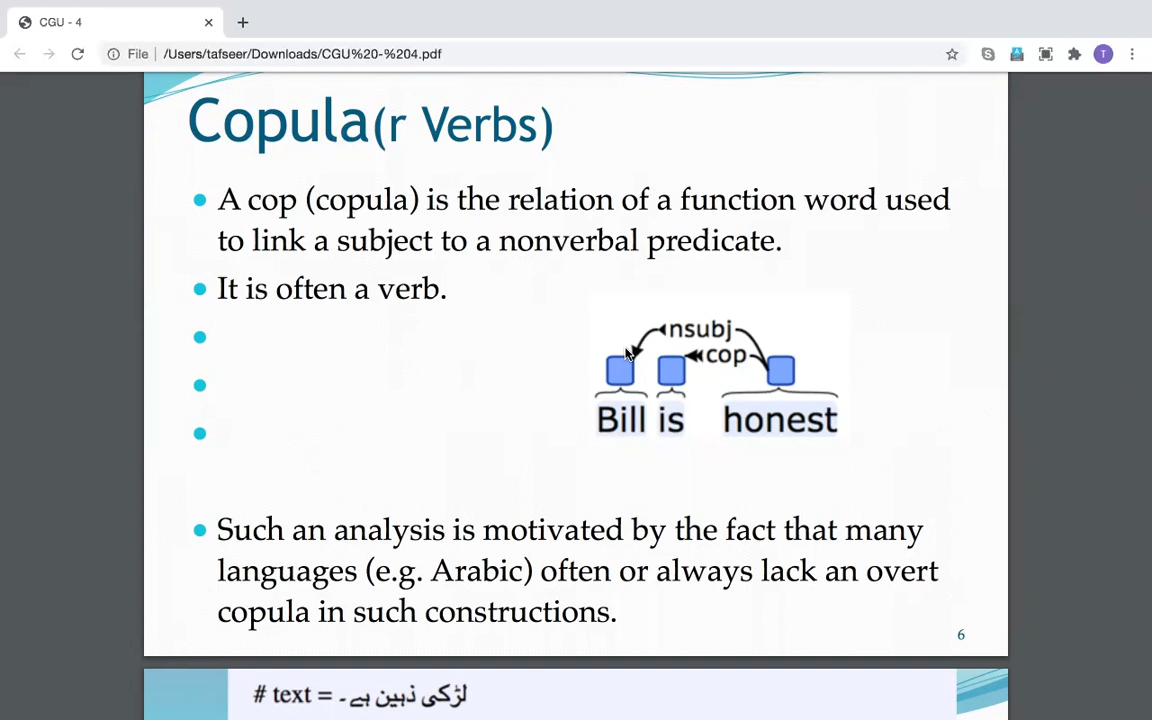 CGU - 4
File
/Users/tafseer/Downloads/CGU%20-%204.pdf
T
Copula(r Verbs)
A cop (copula) is the relation of a function word used
to link a subject to a nonverbal predicate.
It is often a verb.
nsubj
cop
Bill is honest
Such an analysis is motivated by the fact that many
languages (e.g. Arabic) often or always lack an overt
copula in such constructions.
6
# text = لڑکی ذہین ہے۔